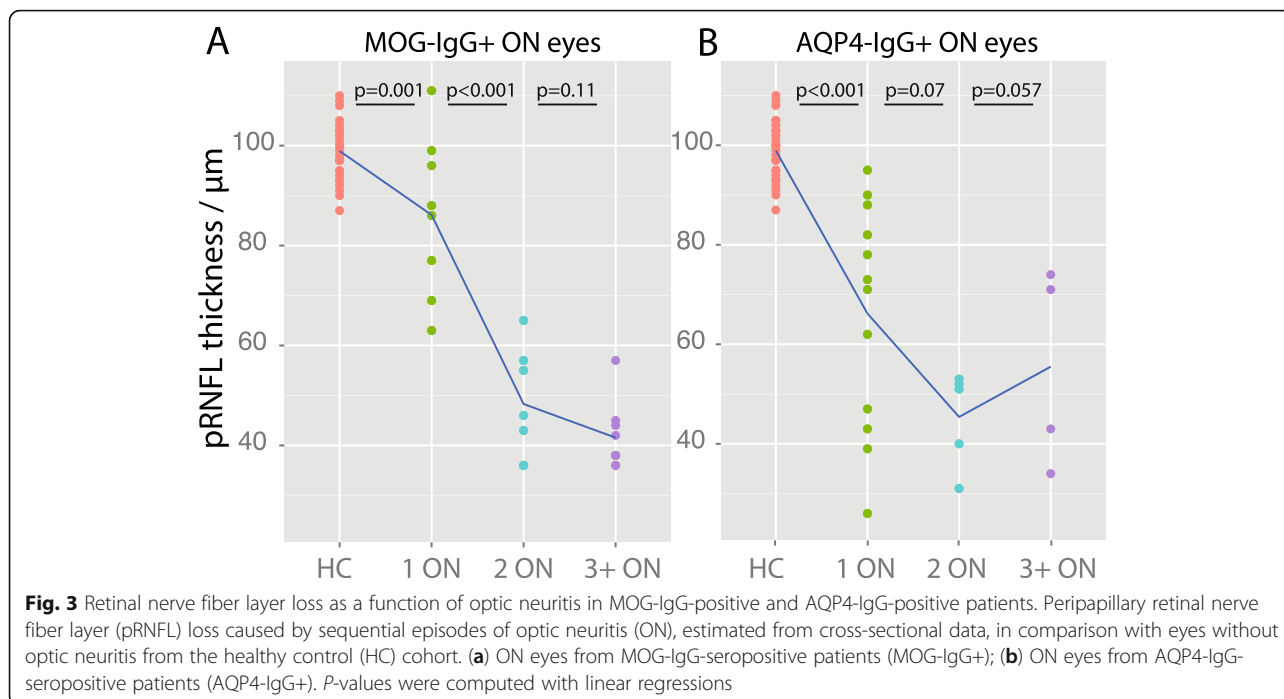 A
MOG-IgG+ ON eyes
B
AQP4-IgG+ ON eyes
p=0.001
p<0.001
p=0.11
p<0.001
p=0.07
p=0.057
pRNFL thickness / µm
100
80
60
40
100
80
60
40
HC
1 ON
2 ON
3+ ON
HC
1 ON
2 ON
3+ ON
Fig. 3 Retinal nerve fiber layer loss as a function of optic neuritis in MOG-IgG-positive and AQP4-IgG-positive patients. Peripapillary retinal nerve
fiber layer (pRNFL) loss caused by sequential episodes of optic neuritis (ON), estimated from cross-sectional data, in comparison with eyes without
optic neuritis from the healthy control (HC) cohort. (a) ON eyes from MOG-IgG-seropositive patients (MOG-IgG+); (b) ON eyes from AQP4-IgG-
seropositive patients (AQP4-IgG+). P-values were computed with linear regressions